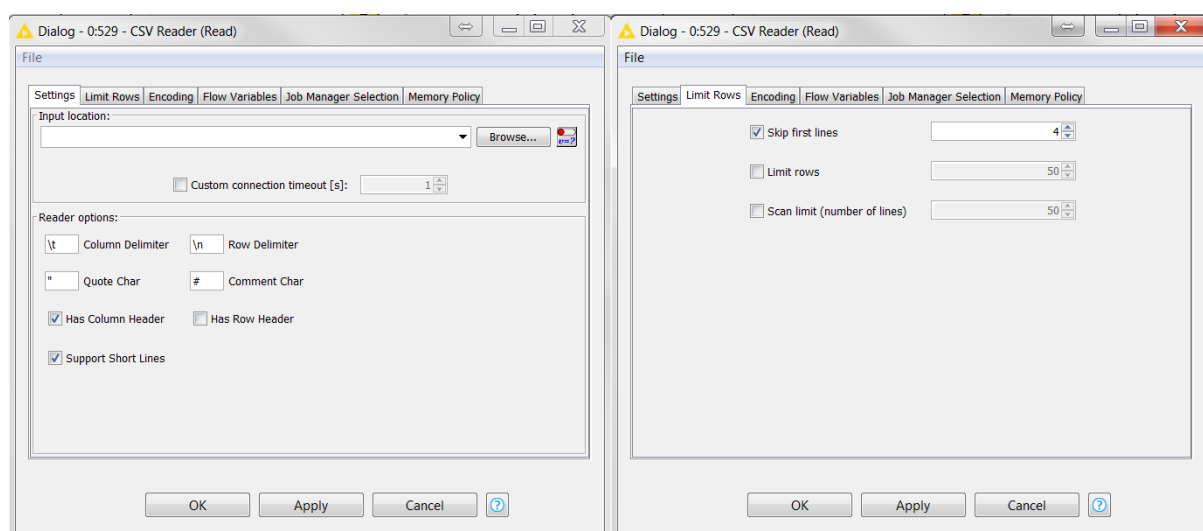 Dialog - 0:529 - CSV Reader (Read)
File
Settings Limit Rows Encoding Flow Variables Job Manager Selection Memory Policy
Input location:
Browse...
v=?
Custom connection timeout [s]: 1
Reader options:
\t Column Delimiter \n Row Delimiter
" Quote Char # Comment Char
Has Column Header Has Row Header
Support Short Lines
OK Apply Cancel ?
Dialog - 0:529 - CSV Reader (Read)
File
Settings Limit Rows Encoding Flow Variables Job Manager Selection Memory Policy
Skip first lines 4
Limit rows 50
Scan limit (number of lines) 50
OK Apply Cancel ?